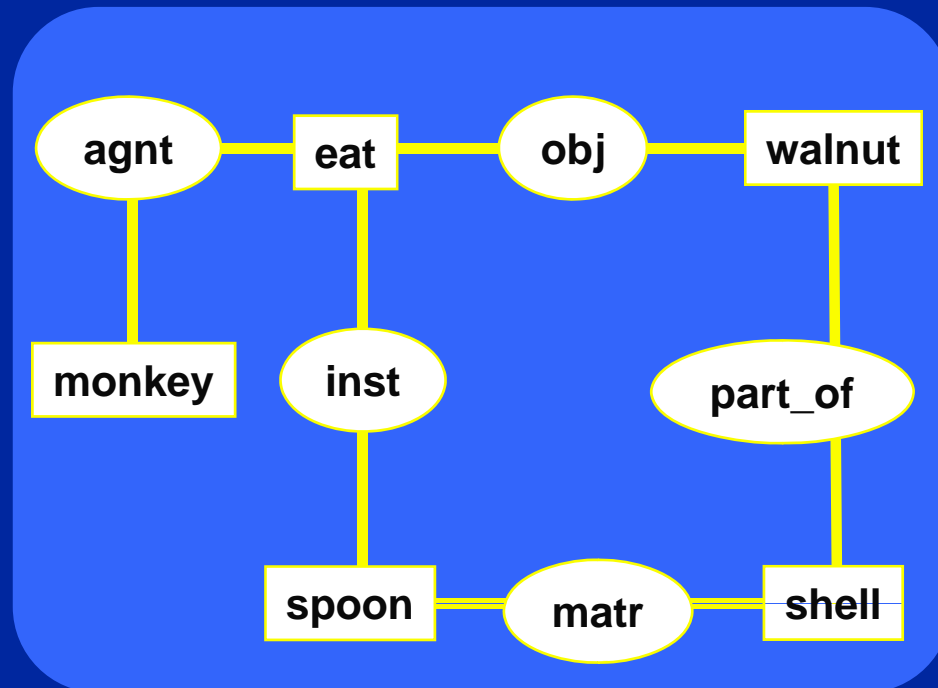 agnt
eat
obj
walnut
monkey
inst
part_of
spoon
matr
shell